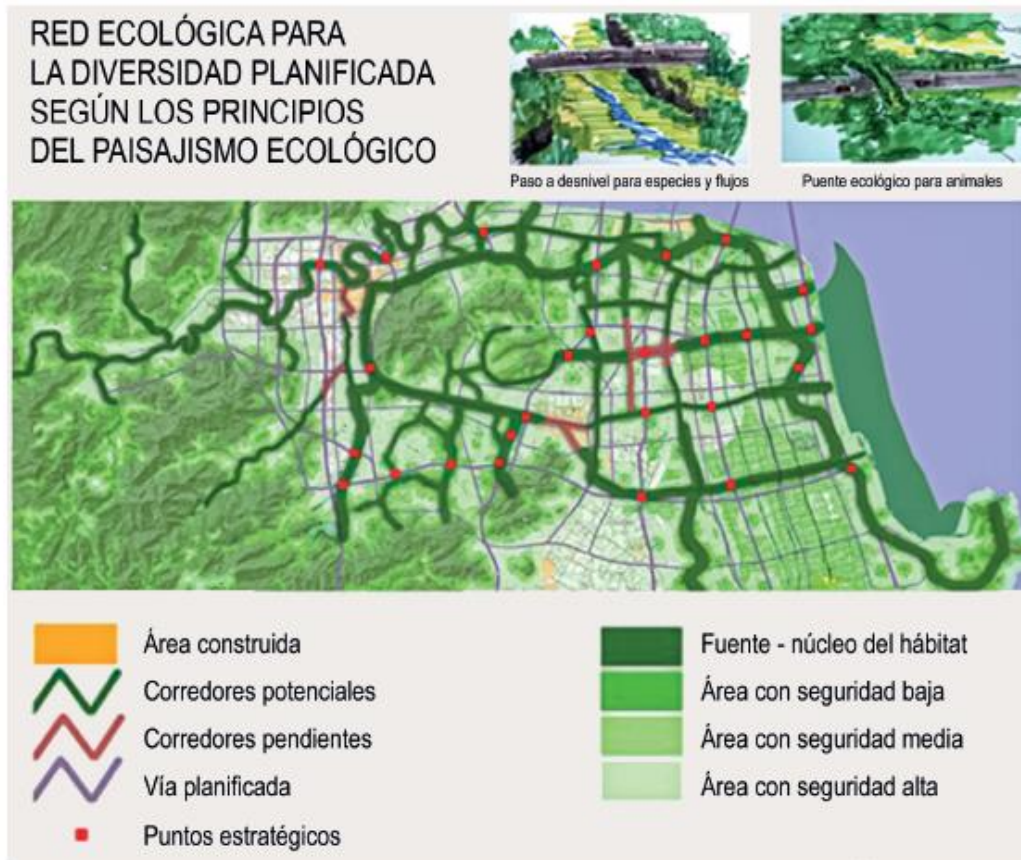 RED ECOLÓGICA PARA
LA DIVERSIDAD PLANIFICADA
SEGÚN LOS PRINCIPIOS
DEL PAISAJISMO ECOLÓGICO
Paso a desnivel para especies y flujos
Puente ecológico para animales
Área construida
Corredores potenciales
Corredores pendientes
Vía planificada
Puntos estratégicos
Fuente - núcleo del hábitat
Área con seguridad baja
Área con seguridad media
Área con seguridad alta